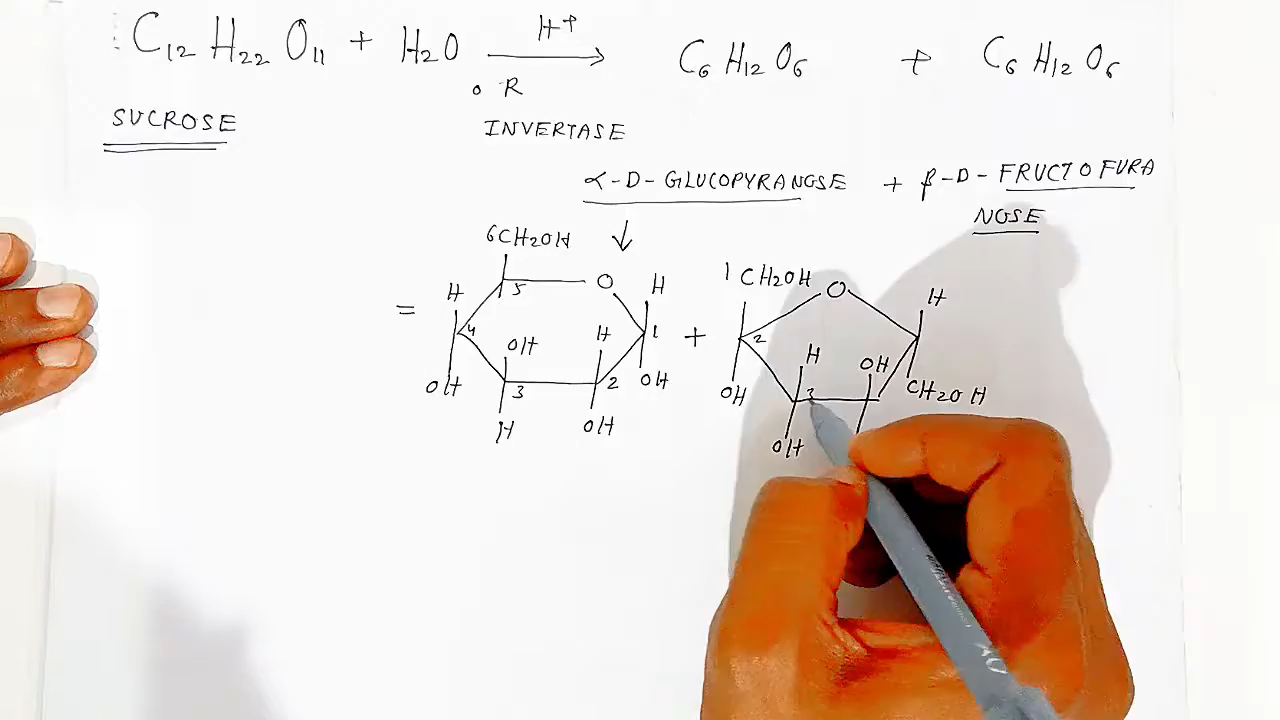 C12 H22 O11 + H2O H+ C6 H12 O6 + C6 H12 O6
OR
SUCROSE
INVERTASE
α-D-GLUCOPYRANOSE + β-D-FRUCTOFURA
NOSE
6CH2OH
= H 4 5 O H 1 OH 3 H 2 OH
OH H OH
+
1 CH2OH O H
2 H OH CH2OH
OH 3
OH